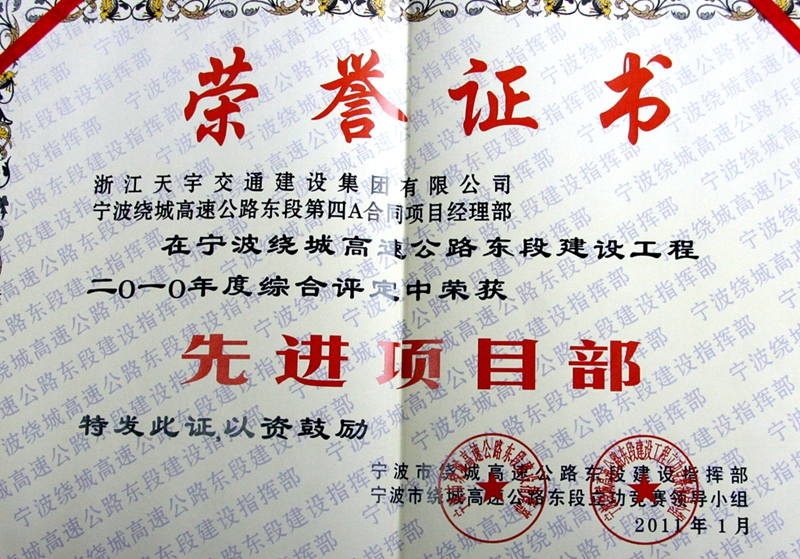 荣誉证书
浙江天宇交通建设集团有限公司
宁波绕城高速公路东段第四A合同项目经理部
在宁波绕城高速公路东段建设工程
二〇一〇年度综合评定中荣获
先进项目部
特发此证,以资鼓励
宁波市绕城高速公路东段建设指挥部
宁波市绕城高速公路东段立功竞赛领导小组
2011年1月